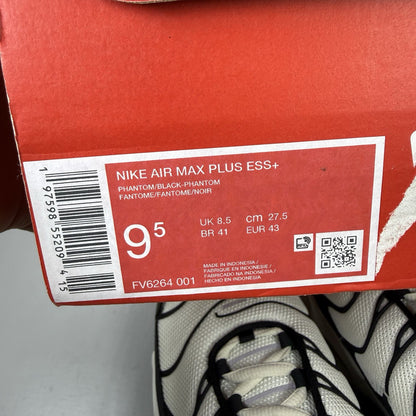 NIKE AIR MAX PLUS ESS+
PHANTOM/BLACK-PHANTOM
FANTOME/FANTOME/NOIR
9⁵
UK 8.5 cm 27.5
BR 41 EUR 43
MADE IN INDONESIA
FABRIQUÉ EN INDONESIE
FABRICADO NA INDONÉSIA
HECHO EN INDONESIA
FV6264 001
1 97598 55209 4 15